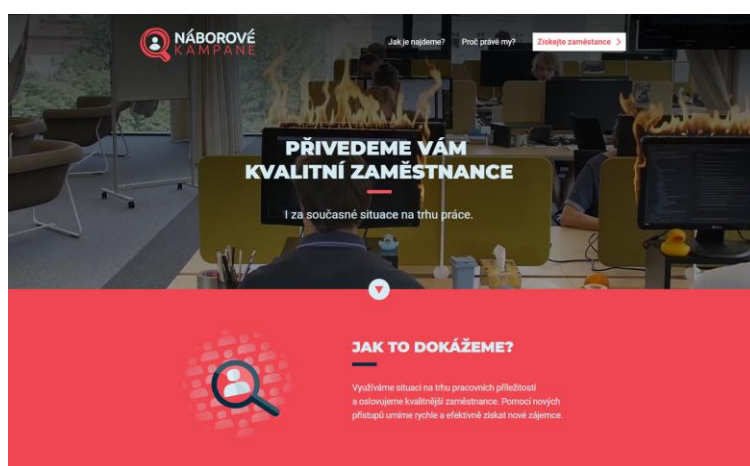 NÁBOROVÉ
KAMPANĚ
Jak je najdeme? Proč právě my? Získejte zaměstance
PŘIVEDEME VÁM
KVALITNÍ ZAMĚSTNANCE
I za současné situace na trhu práce.
JAK TO DOKÁŽEME?
Využíváme situaci na trhu pracovních příležitostí
a oslovujeme kvalitnější zaměstnance. Pomocí nových
přístupů umíme rychle a efektivně získat nové zájemce.